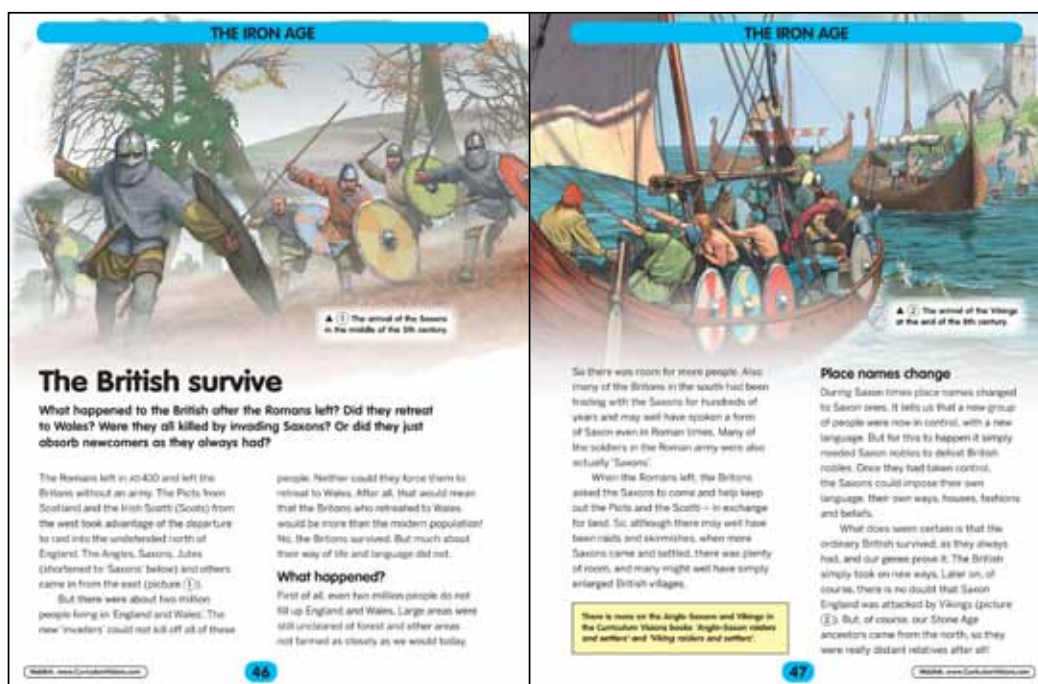 THE IRON AGE
▲ ① The arrival of the Saxons
in the middle of the 5th century.
The British survive
What happened to the British after the Romans left? Did they retreat
to Wales? Were they all killed by invading Saxons? Or did they just
absorb newcomers as they always had?
The Romans left in AD400 and left the
Britons without an army. The Picts from
Scotland and the Irish Scotti (Scots) from
the west took advantage of the departure
to raid into the undefended north of
England. The Angles, Saxons, Jutes
(shortened to 'Saxons' below) and others
came in from the east (picture ①).
But there were about two million
people living in 'England and Wales'. The
new 'invaders' could not kill off all of these
people. Neither could they force them to
retreat to Wales. After all, that would mean
that the Britons who retreated to Wales
would be more than the modern population!
No, the Britons survived. But much about
their way of life and language did not.
What happened?
First of all, even two million people do not
fill up England and Wales. Large areas were
still uncleared of forest and other areas
not farmed as closely as we would today.
Weblink: www.CurriculumVisions.com
46
THE IRON AGE
▲ ② The arrival of the Vikings
at the end of the 8th century.
So there was room for more people. Also
many of the Britons in the south had been
trading with the Saxons for hundreds of
years and may well have spoken a form
of Saxon even in Roman times. Many of
the soldiers in the Roman army were also
actually 'Saxons'.
When the Romans left, the Britons
asked the Saxons to come and help keep
out the Picts and the Scotti – in exchange
for land. So, although there may well have
been raids and skirmishes, when more
Saxons came and settled, there was plenty
of room, and many might well have simply
enlarged British villages.
There is more on the Anglo-Saxons and Vikings in
the Curriculum Visions books 'Anglo-Saxon raiders
and settlers' and 'Viking raiders and settlers'.
Place names change
During Saxon times place names changed
to Saxon ones. It tells us that a new group
of people were now in control, with a new
language. But for this to happen it simply
needed Saxon nobles to defeat British
nobles. Once they had taken control,
the Saxons could impose their own
language, their own ways, houses, fashions
and beliefs.
What does seem certain is that the
ordinary British survived, as they always
had, and our genes prove it. The British
simply took on new ways. Later on, of
course, there is no doubt that Saxon
England was attacked by Vikings (picture
②). But, of course, our Stone Age
ancestors came from the north, so they
were really distant relatives after all!
47
Weblink: www.CurriculumVisions.com